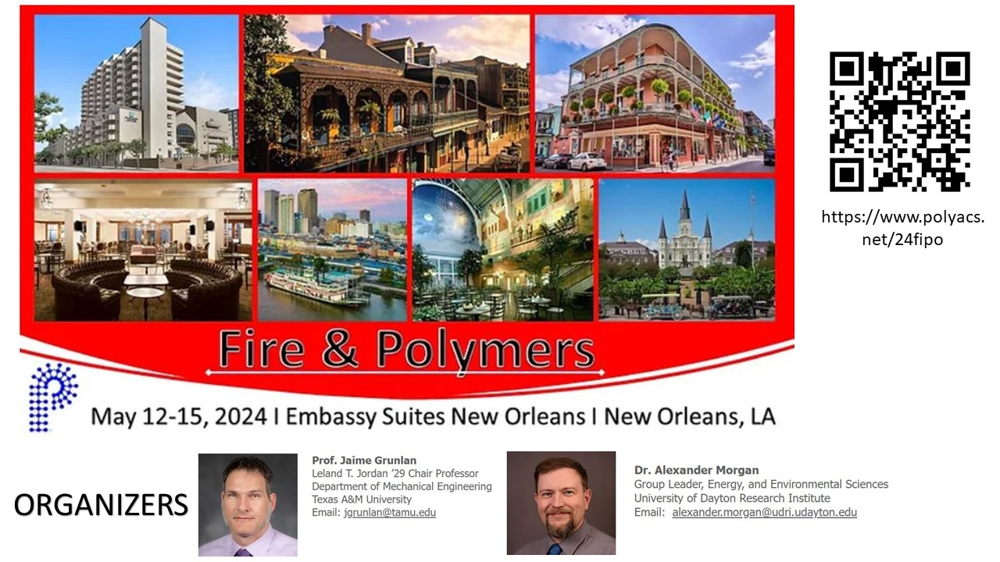 https://www.polyacs.
net/24fipo
Fire & Polymers
May 12-15, 2024 I Embassy Suites New Orleans I New Orleans, LA
ORGANIZERS
Prof. Jaime Grunlan
Leland T. Jordan ’29 Chair Professor
Department of Mechanical Engineering
Texas A&M University
Email: jgrunlan@tamu.edu
Dr. Alexander Morgan
Group Leader, Energy, and Environmental Sciences
University of Dayton Research Institute
Email: alexander.morgan@udri.udayton.edu